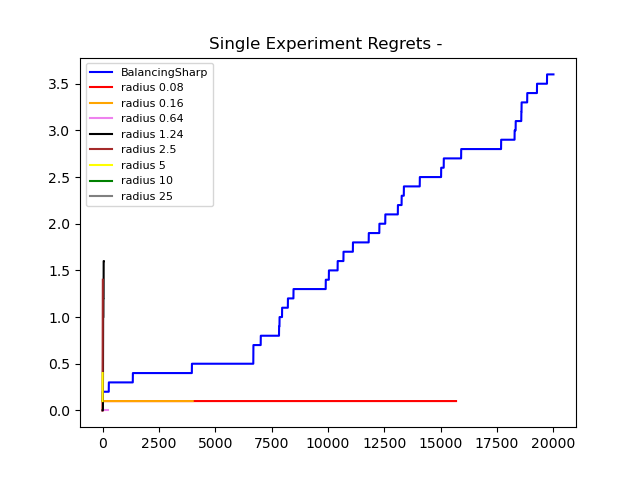 Single Experiment Regrets -
BalancingSharp
radius 0.08
radius 0.16
radius 0.64
radius 1.24
radius 2.5
radius 5
radius 10
radius 25
3.5
3.0
2.5
2.0
1.5
1.0
0.5
0.0
0 2500 5000 7500 10000 12500 15000 17500 20000